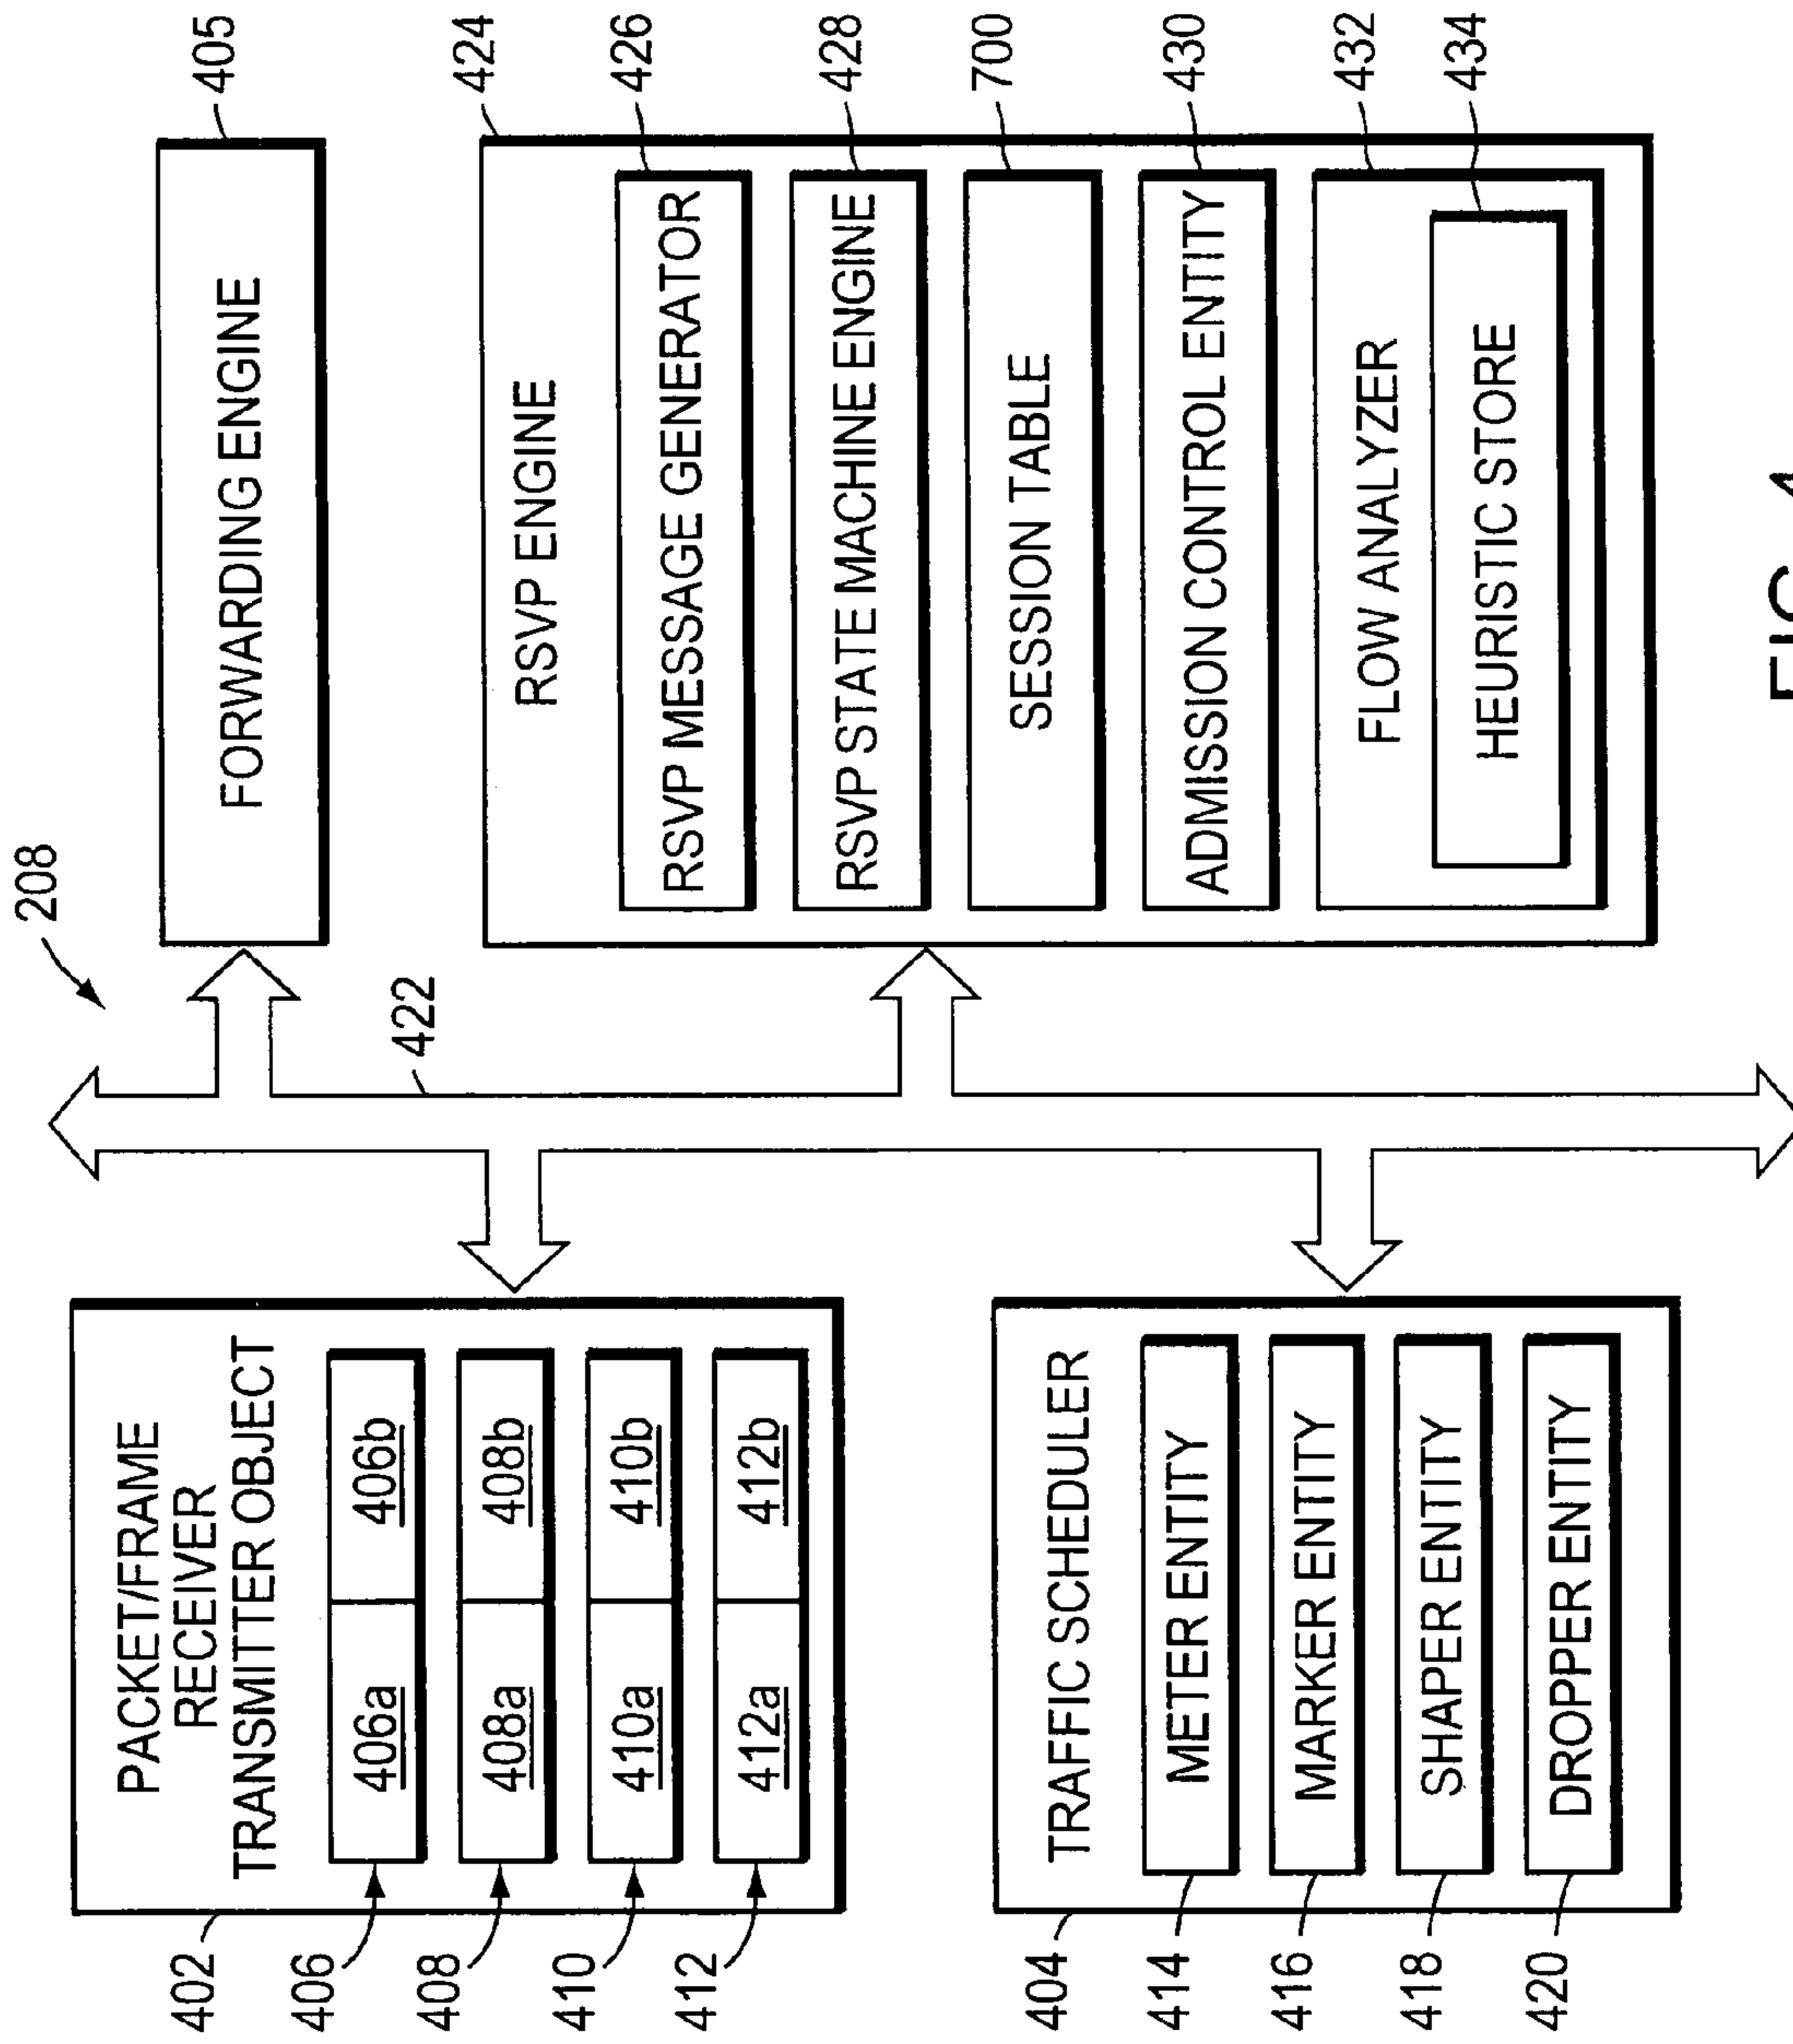 208
PACKET/FRAME
RECEIVER
TRANSMITTER OBJECT
402
406
406a
406b
408
408a
408b
410
410a
410b
412
412a
412b
TRAFFIC SCHEDULER
404
METER ENTITY
414
MARKER ENTITY
416
SHAPER ENTITY
418
DROPPER ENTITY
420
422
FORWARDING ENGINE
405
RSVP ENGINE
424
RSVP MESSAGE GENERATOR
426
RSVP STATE MACHINE ENGINE
428
SESSION TABLE
700
ADMISSION CONTROL ENTITY
430
FLOW ANALYZER
432
HEURISTIC STORE
434